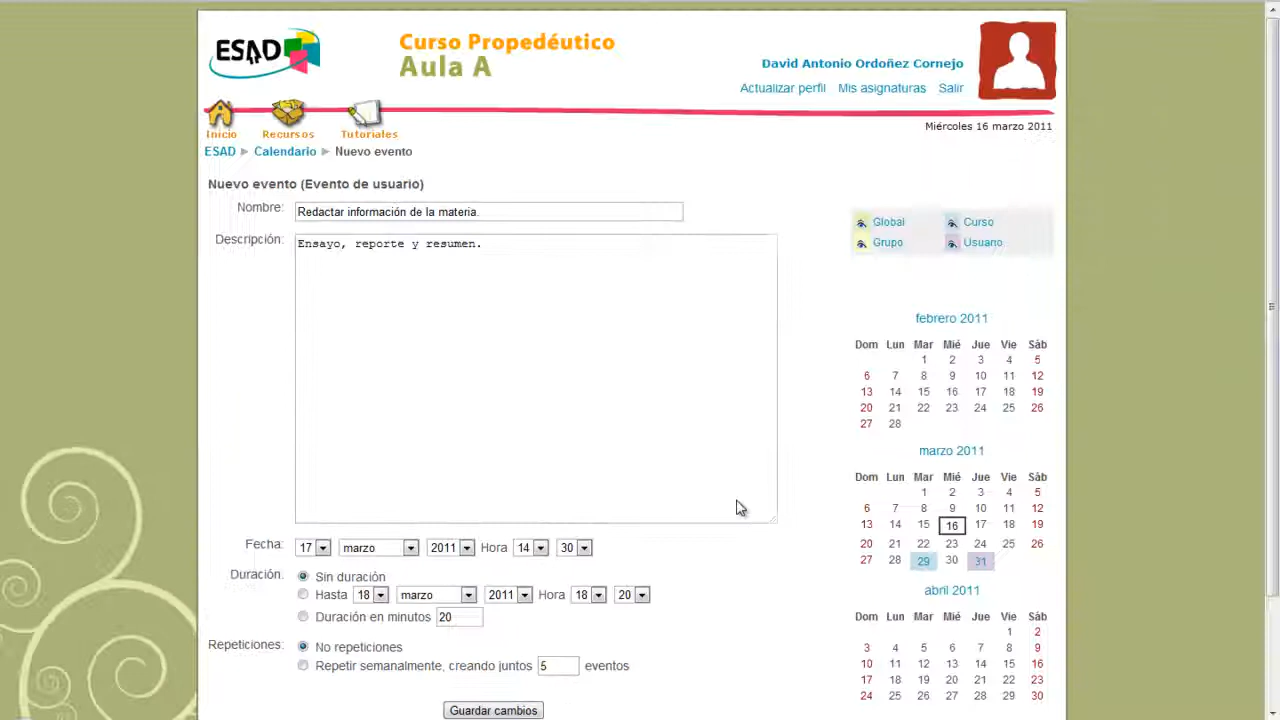 ESAD
Curso Propedéutico
Aula A
David Antonio Ordoñez Cornejo
Actualizar perfil Mis asignaturas Salir
Inicio Recursos Tutoriales
Miércoles 16 marzo 2011
ESAD Calendario Nuevo evento
Nuevo evento (Evento de usuario)
Nombre: Redactar información de la materia.
Descripción: Ensayo, reporte y resumen.
Fecha: 17 marzo 2011 Hora 14 30
Duración: Sin duración
Hasta 18 marzo 2011 Hora 18 20
Duración en minutos 20
Repeticiones: No repeticiones
Repetir semanalmente, creando juntos 5 eventos
Guardar cambios
Global Curso
Grupo Usuario
febrero 2011
Dom Lun Mar Mié Jue Vie Sáb
1 2 3 4 5
6 7 8 9 10 11 12
13 14 15 16 17 18 19
20 21 22 23 24 25 26
27 28
marzo 2011
Dom Lun Mar Mié Jue Vie Sáb
1 2 3 4 5
6 7 8 9 10 11 12
13 14 15 16 17 18 19
20 21 22 23 24 25 26
27 28 29 30 31
abril 2011
Dom Lun Mar Mié Jue Vie Sáb
1 2
3 4 5 6 7 8 9
10 11 12 13 14 15 16
17 18 19 20 21 22 23
24 25 26 27 28 29 30